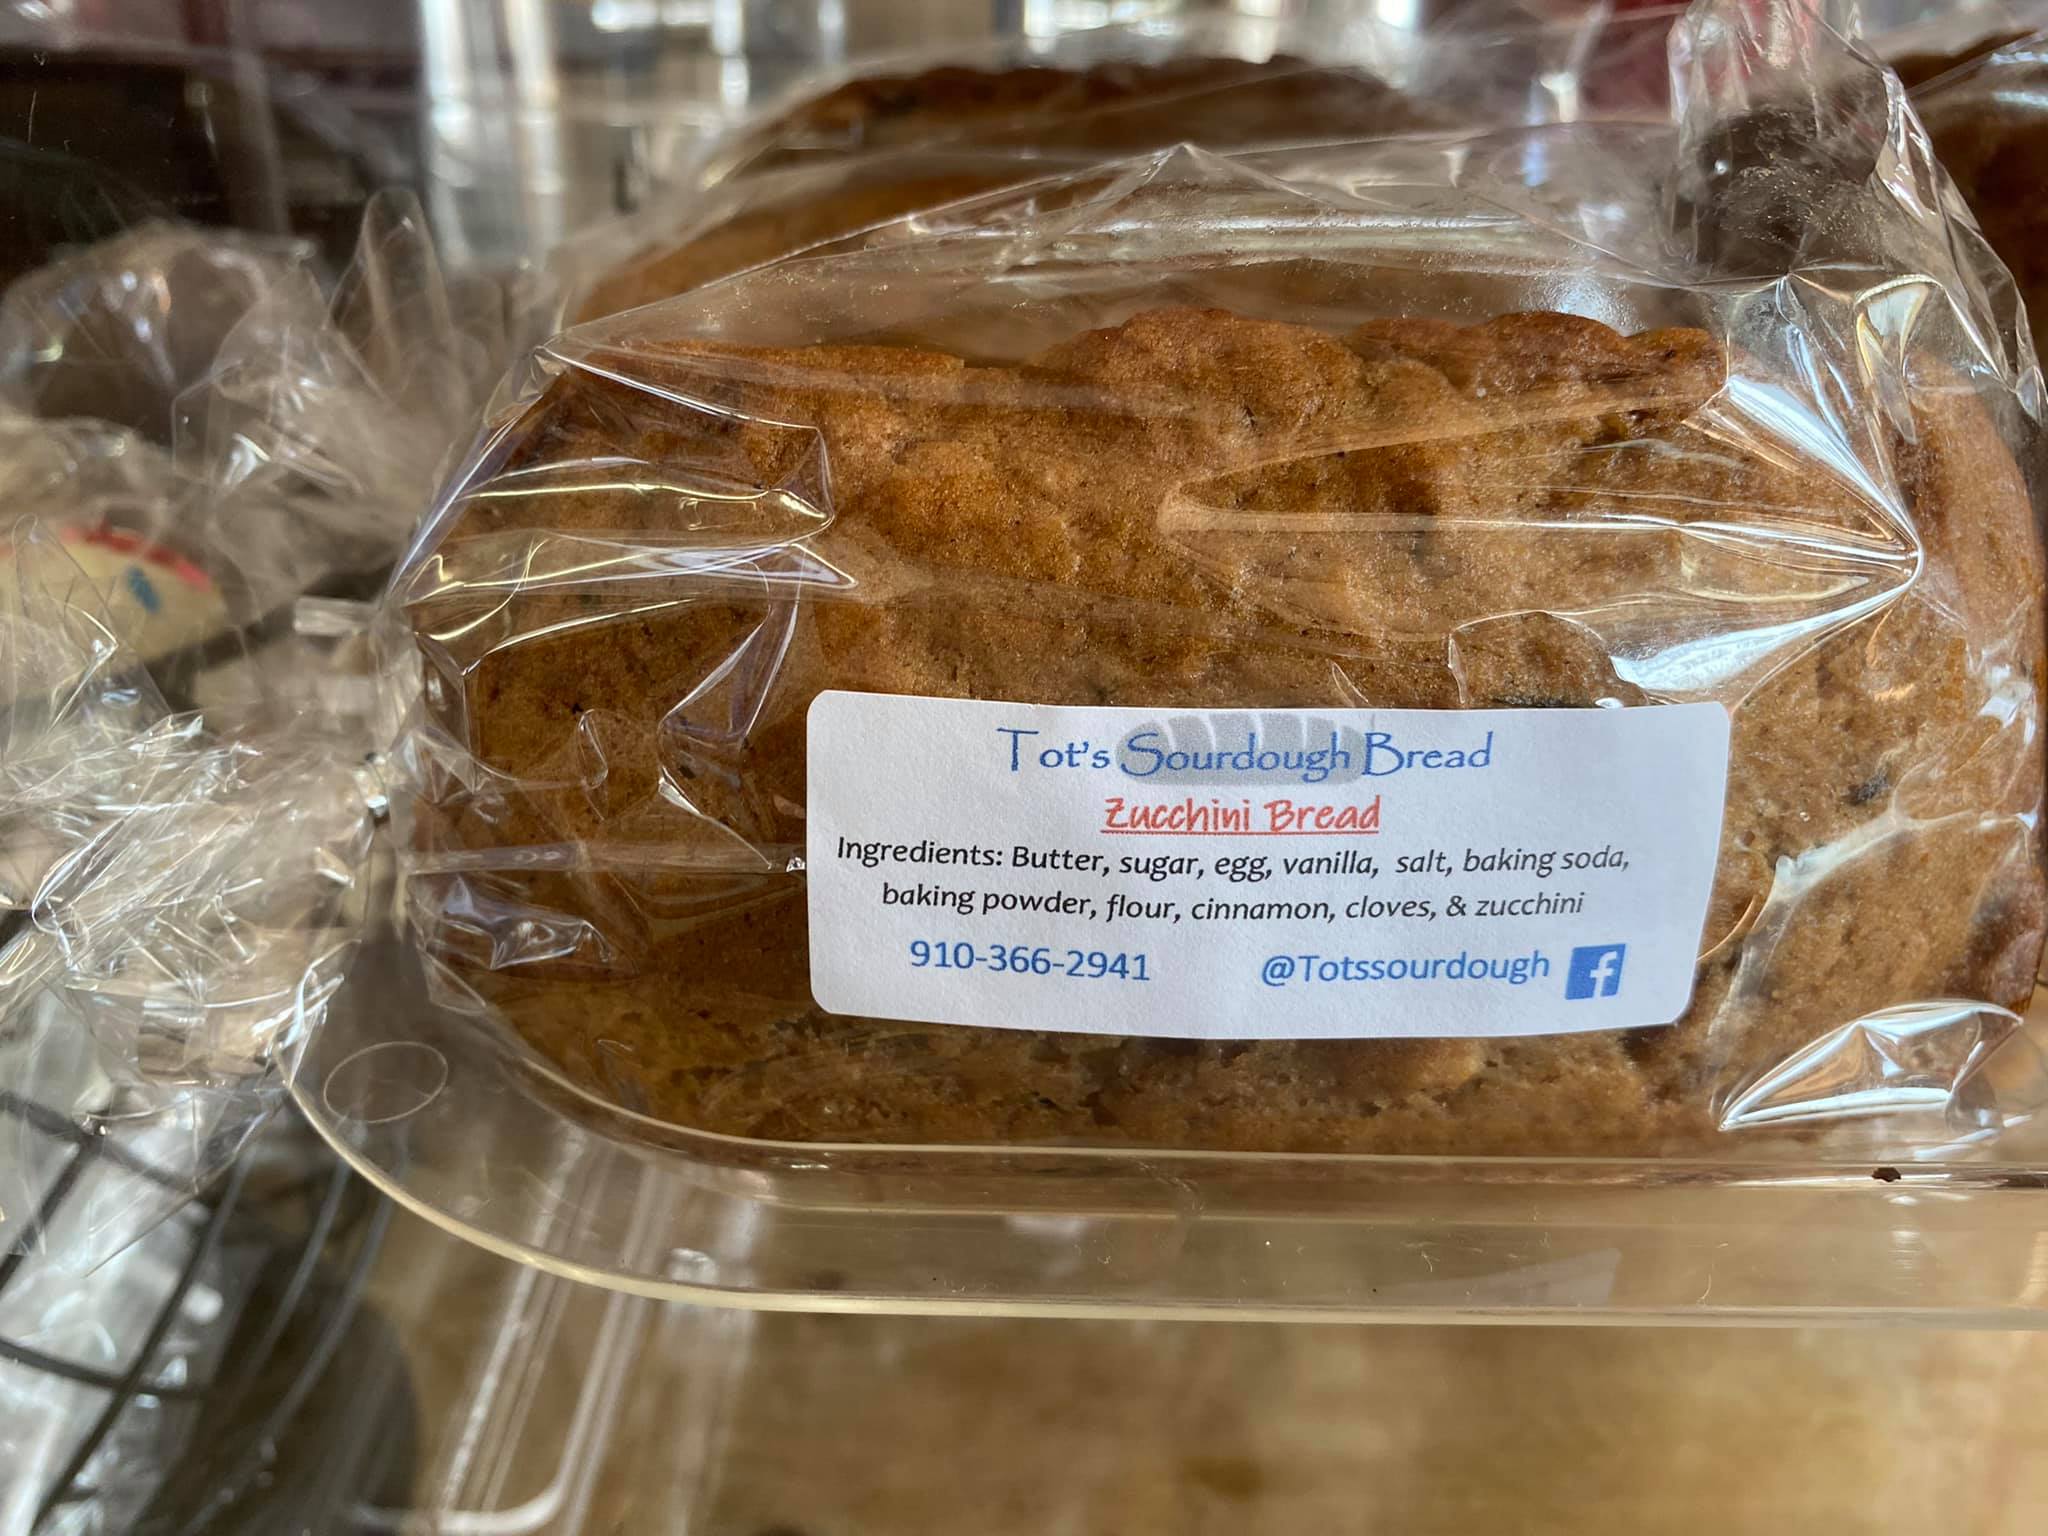 Tot's Sourdough Bread
Zucchini Bread
Ingredients: Butter, sugar, egg, vanilla, salt, baking soda,
baking powder, flour, cinnamon, cloves, & zucchini
910-366-2941 @Totssourdough f